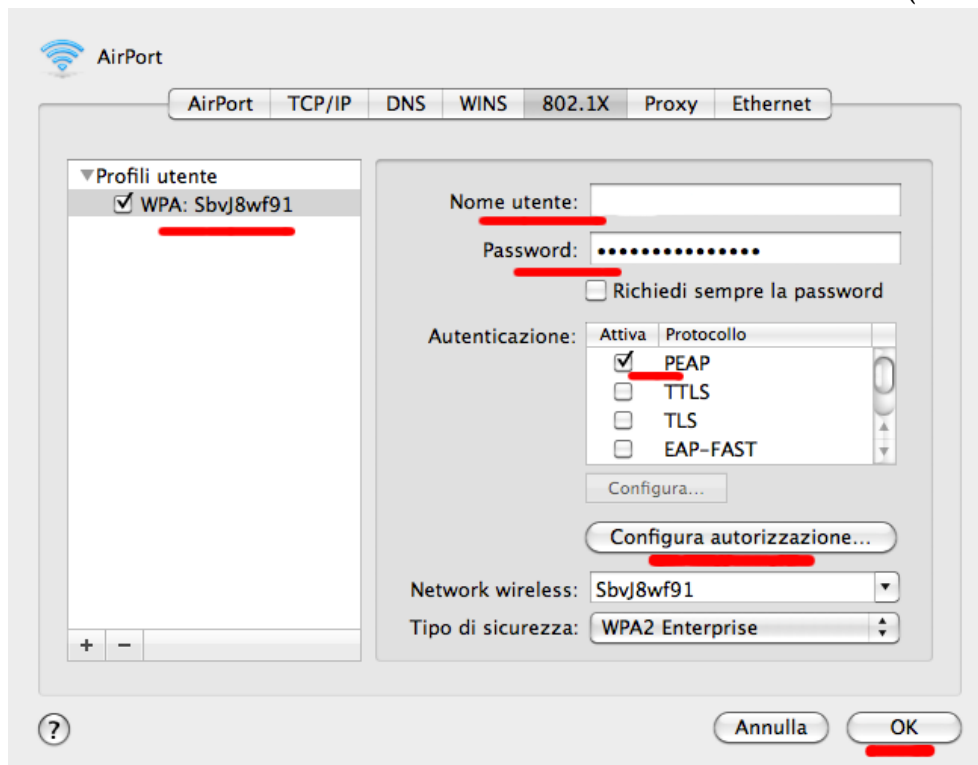 AirPort
AirPort TCP/IP DNS WINS 802.1X Proxy Ethernet
Profili utente
WPA: SbvJ8wf91
Nome utente:
Password: •••••••••••••••
Richiedi sempre la password
Autenticazione: Attiva Protocollo
PEAP
TTLS
TLS
EAP-FAST
Configura...
Configura autorizzazione...
Network wireless: SbvJ8wf91
Tipo di sicurezza: WPA2 Enterprise
+ −
? Annulla OK